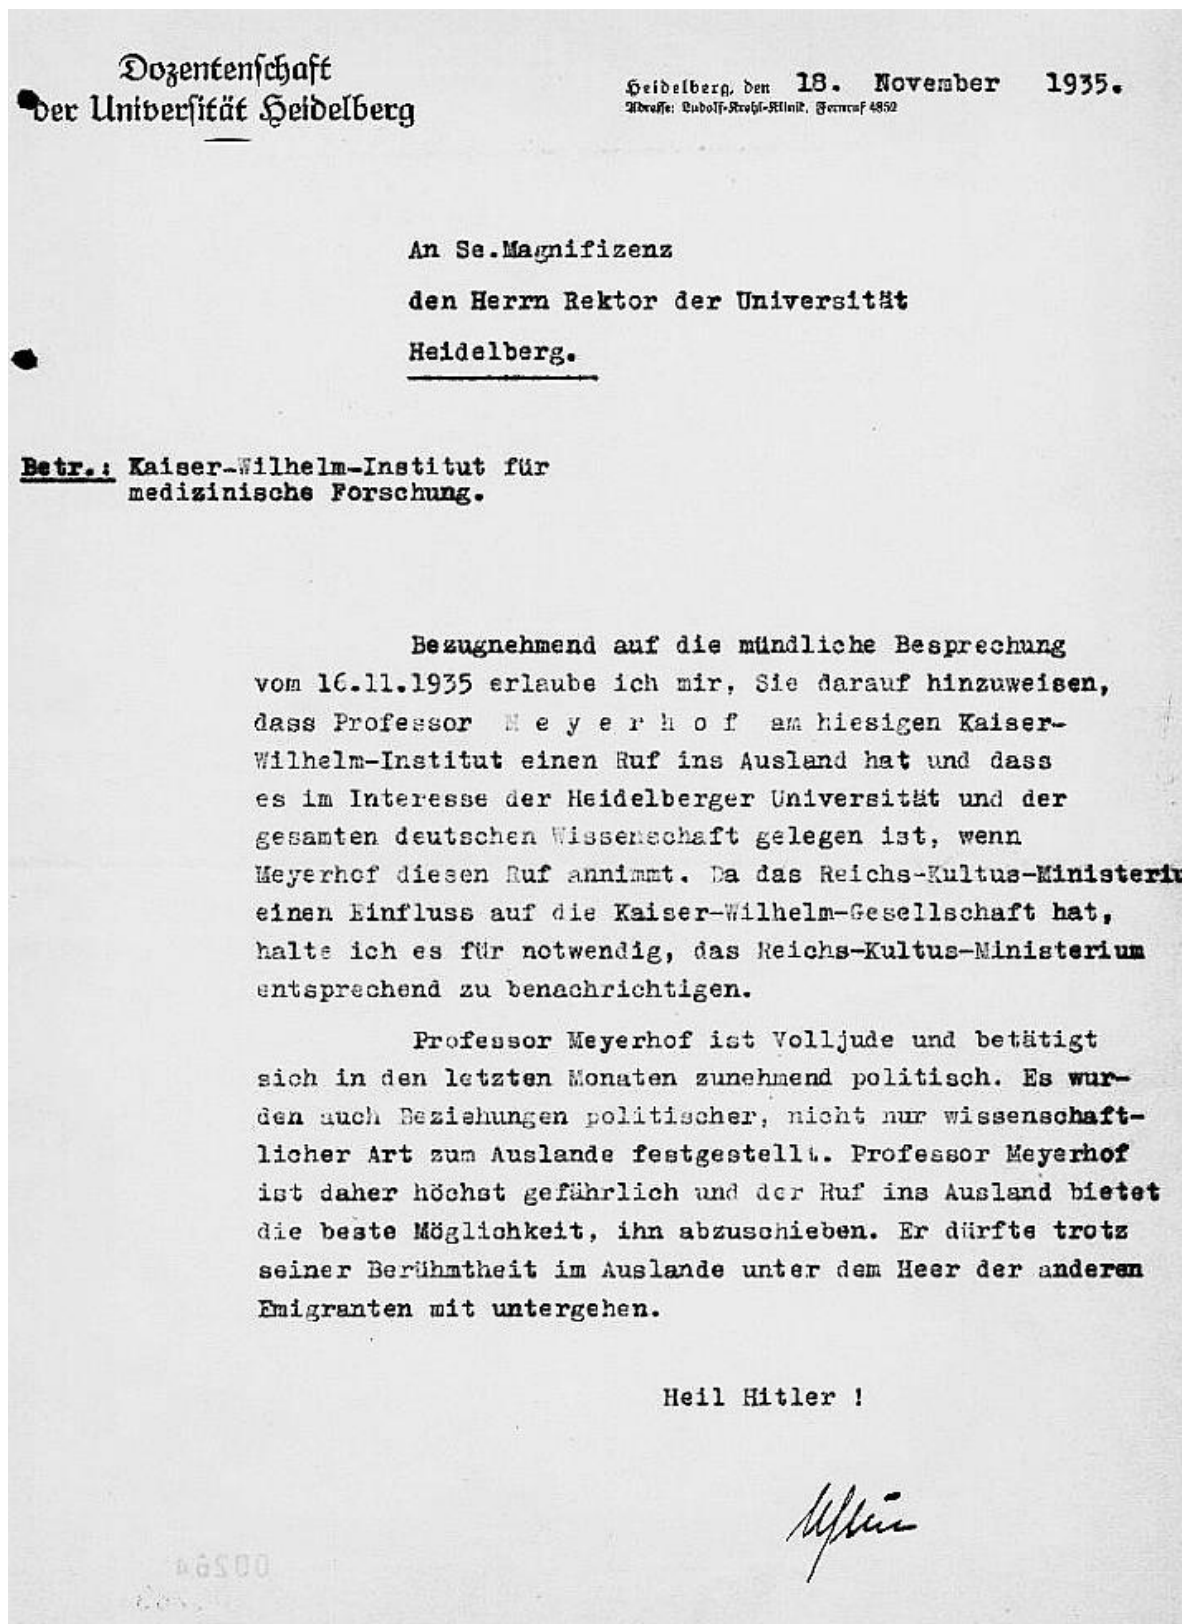 Dozentenschaft
der Universität Heidelberg
Heidelberg, den 18. November 1935.
Adresse: Ludolf-Krehl-Klinik, Fernruf 4852
An Se.Magnifizenz
den Herrn Rektor der Universität
Heidelberg.
Betr.: Kaiser-Wilhelm-Institut für
medizinische Forschung.
Bezugnehmend auf die mündliche Besprechung
vom 16.11.1935 erlaube ich mir, Sie darauf hinzuweisen,
dass Professor M e y e r h o f am hiesigen Kaiser-
Wilhelm-Institut einen Ruf ins Ausland hat und dass
es im Interesse der Heidelberger Universität und der
gesamten deutschen Wissenschaft gelegen ist, wenn
Meyerhof diesen Ruf annimmt. Da das Reichs-Kultus-Ministeriu
einen Einfluss auf die Kaiser-Wilhelm-Gesellschaft hat,
halte ich es für notwendig, das Reichs-Kultus-Ministerium
entsprechend zu benachrichtigen.
Professor Meyerhof ist Volljude und betätigt
sich in den letzten Monaten zunehmend politisch. Es wur-
den auch Beziehungen politischer, nicht nur wissenschaft-
licher Art zum Auslande festgestellt. Professor Meyerhof
ist daher höchst gefährlich und der Ruf ins Ausland bietet
die beste Möglichkeit, ihn abzuschieben. Er dürfte trotz
seiner Berühmtheit im Auslande unter dem Heer der anderen
Emigranten mit untergehen.
Heil Hitler !